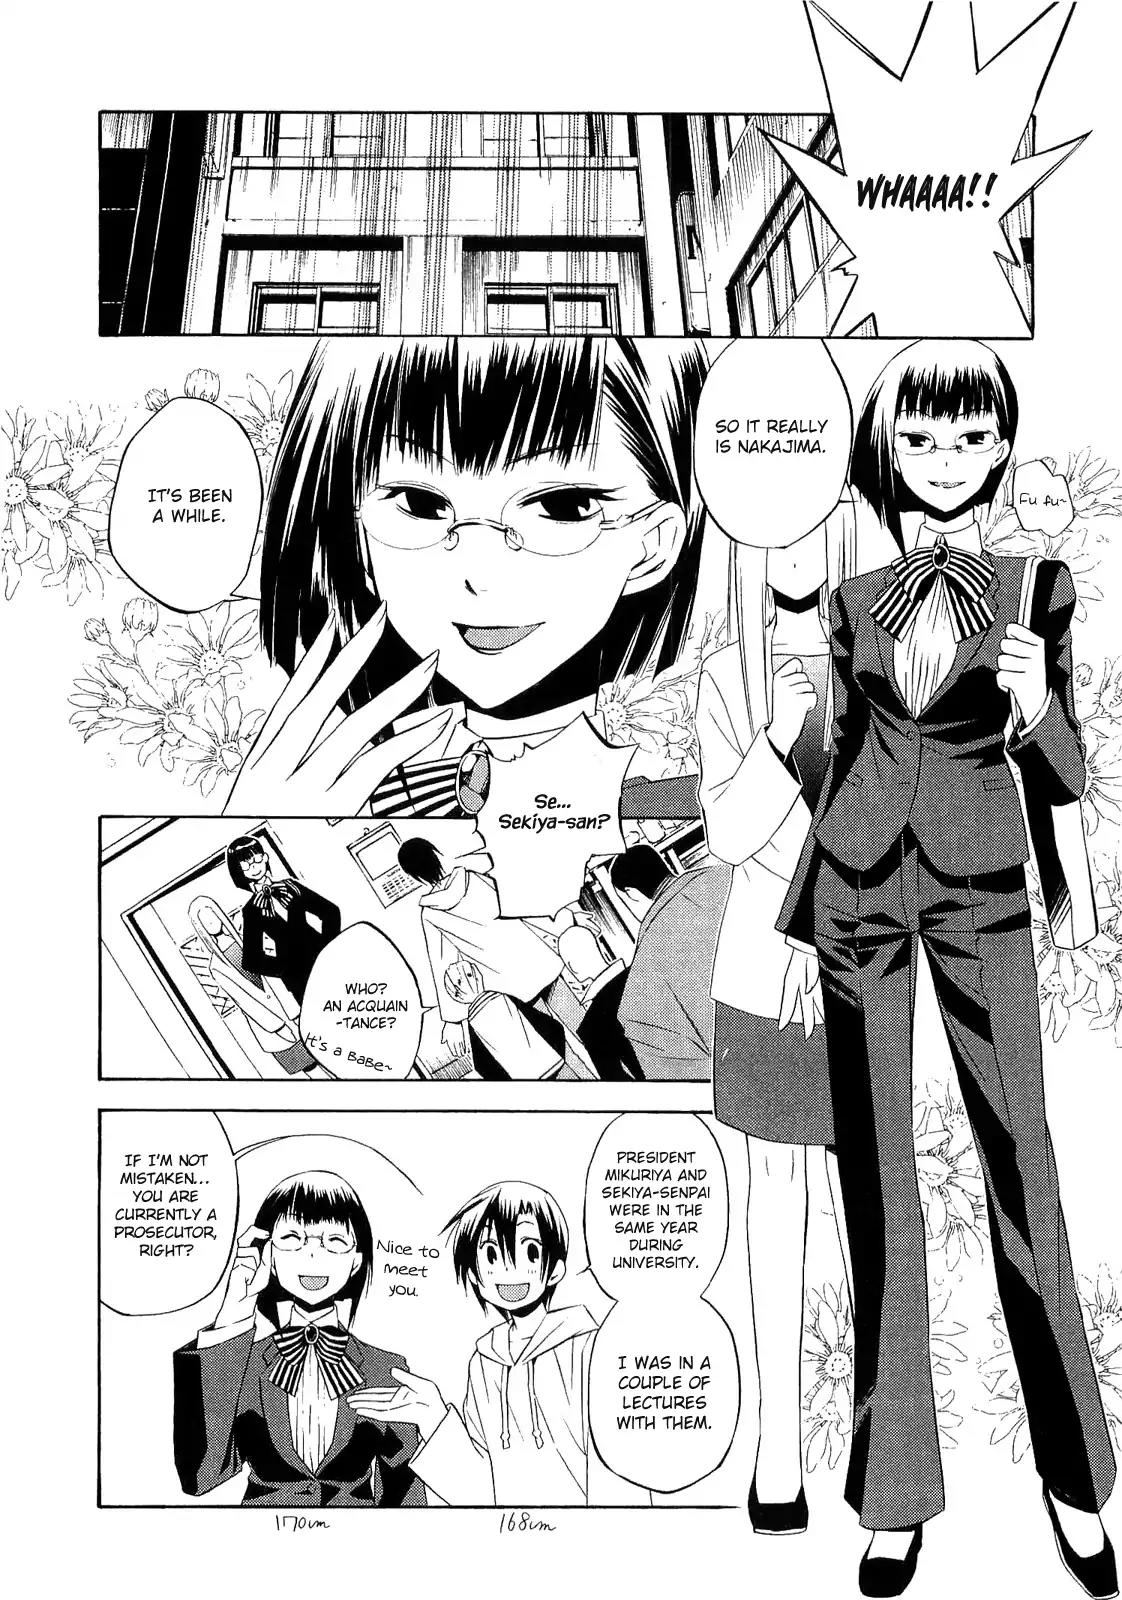 WHAAAA!!
SO IT REALLY
IS NAKAJIMA.
Fu fu~
IT'S BEEN
A WHILE.
Se...
Sekiya-san?
WHO?
AN ACQUAIN
-TANCE?
It's a BaBe~
PRESIDENT
MIKURIYA AND
SEKIYA-SENPAI
WERE IN THE
SAME YEAR
DURING
UNIVERSITY.
I WAS IN A
COUPLE OF
LECTURES
WITH THEM.
Nice to
meet
you.
IF I'M NOT
MISTAKEN...
YOU ARE
CURRENTLY A
PROSECUTOR,
RIGHT?
170cm
168cm